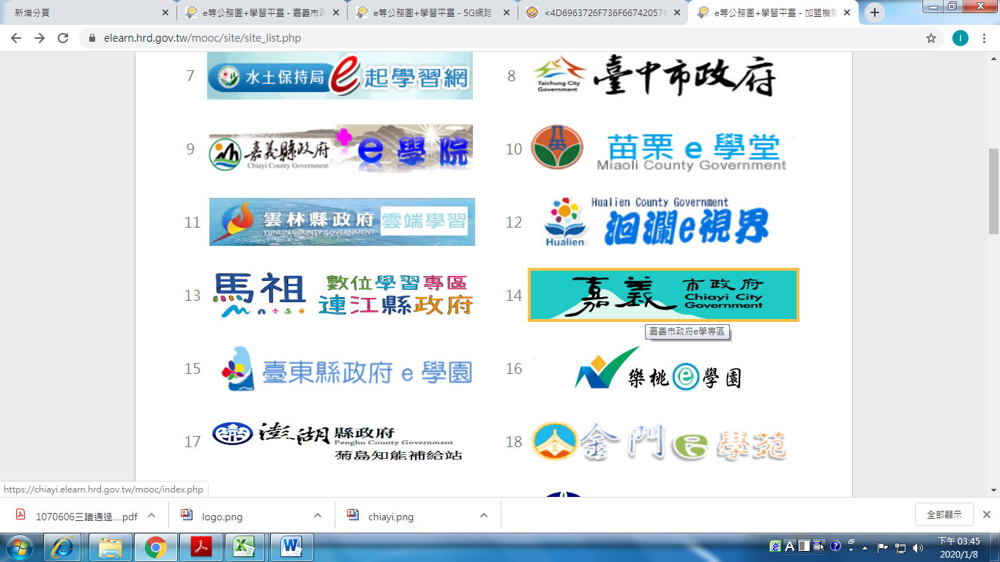 新增分頁
e等公務園+學習平臺 - 嘉義市政
e等公務園+學習平臺 - 5G網路
<4D6963726F736F667420576
e等公務園+學習平臺 - 加盟機關
elearn.hrd.gov.tw/mooc/site/site_list.php
I
7
水土保持局e起學習網
8
Taichung City
Government
臺中市政府
9
嘉義縣政府
Chiayi County Government
e學院
10
苗栗e學堂
Miaoli County Government
11
雲林縣政府
YUNLIN COUNTY GOVERNMENT
雲端學習
12
Hualien County Government
Hualien
洄瀾e視界
13
馬祖
數位學習專區
連江縣政府
14
嘉義
市政府
Chiayi City
Government
嘉義市政府e學專區
15
臺東縣政府e學園
16
樂桃e學園
17
澎湖縣政府
Penghu County Government
菊島知能補給站
18
金門e學苑
https://chiayi.elearn.hrd.gov.tw/mooc/index.php
1070606三讀通過....pdf
logo.png
chiayi.png
全部顯示
下午 03:45
2020/1/8